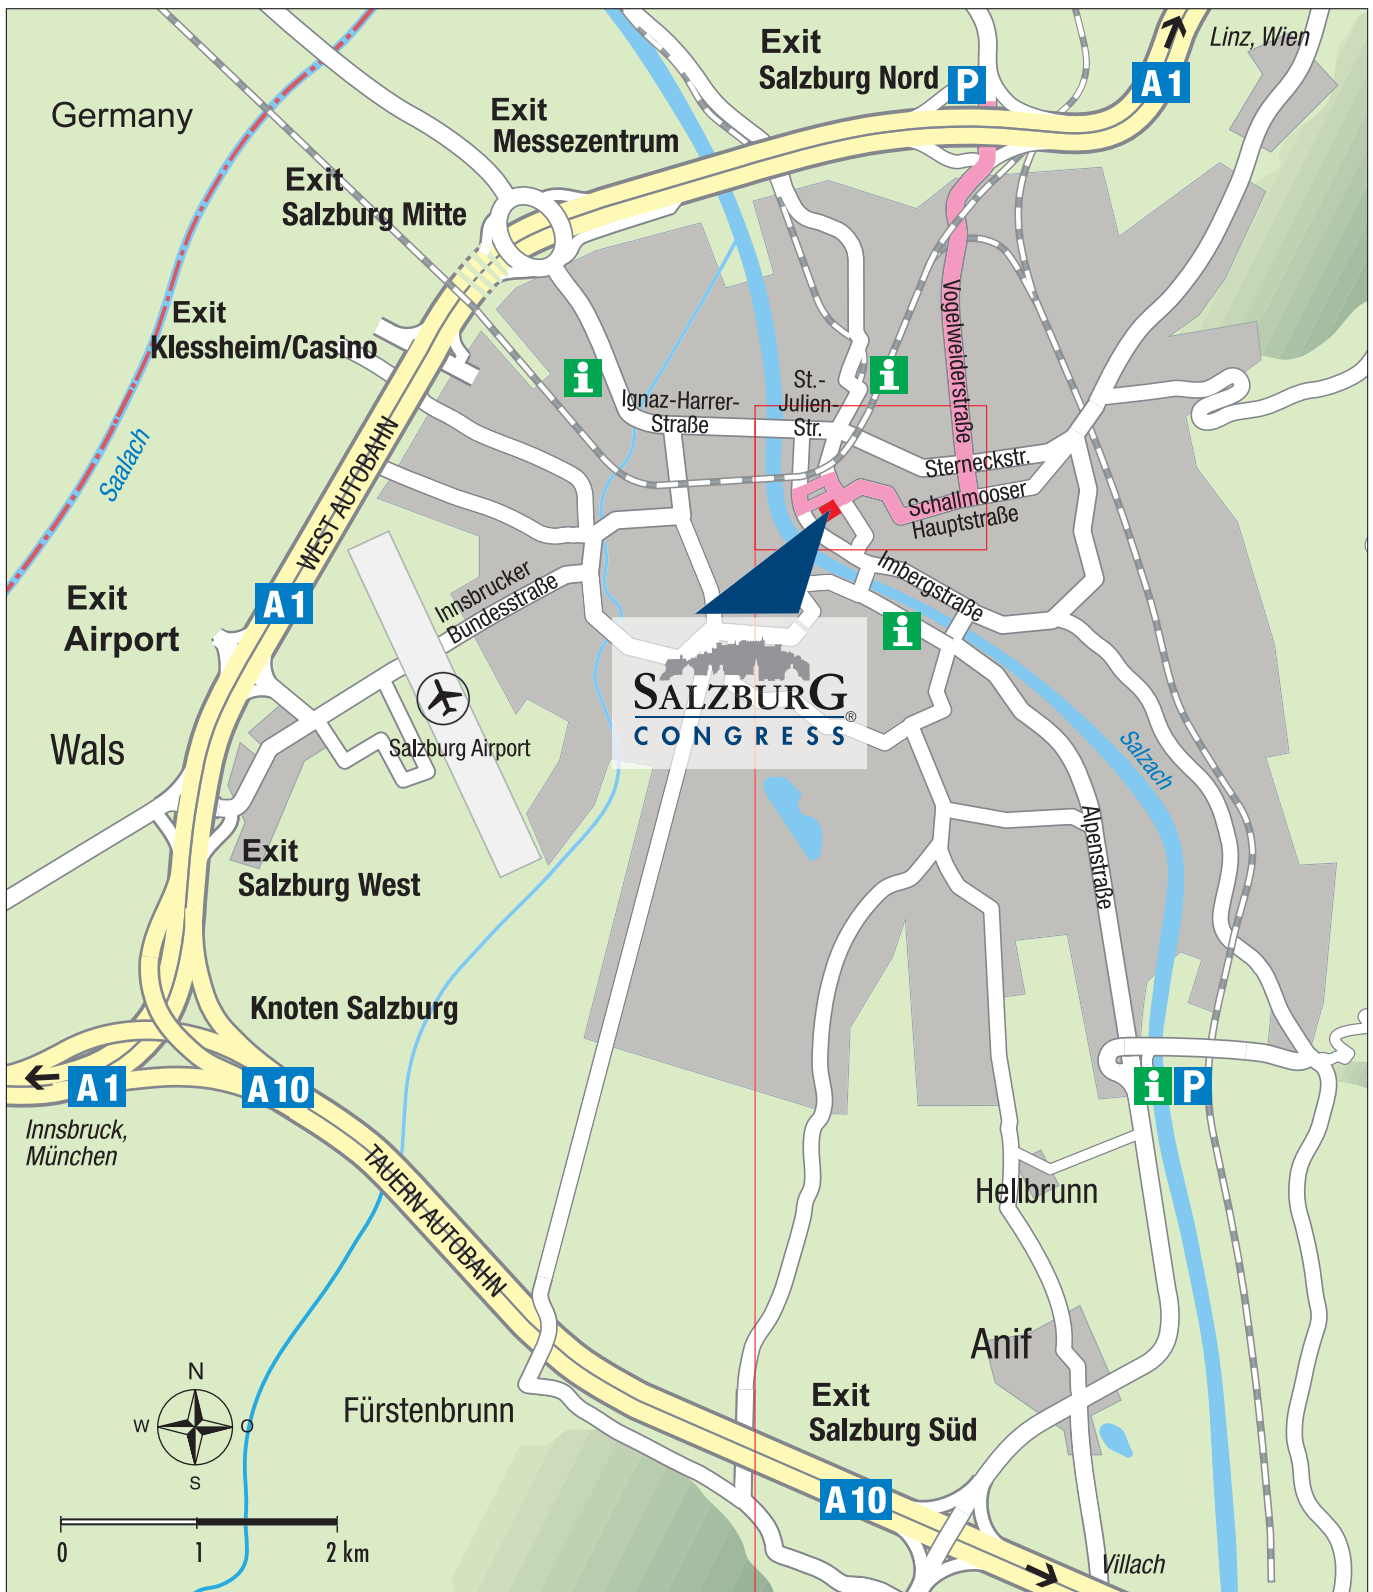 Linz, Wien
Exit
Salzburg Nord
P
A1
Germany
Exit
Messezentrum
Exit
Salzburg Mitte
Exit
Klessheim/Casino
Vogelweiderstraße
i
i
St.-
Julien-
Str.
Ignaz-Harrer-
Straße
Saalach
WEST AUTOBAHN
Sterneckstr.
Schallmooser
Hauptstraße
Imbergstraße
Innsbrucker
Bundesstraße
A1
Exit
Airport
i
SALZBURG
®
CONGRESS
Wals
Salzburg Airport
Salzach
Alpenstraße
Exit
Salzburg West
Knoten Salzburg
A1
A10
i
P
Innsbruck,
München
TAUERN AUTOBAHN
Hellbrunn
Anif
N
W
O
S
Fürstenbrunn
Exit
Salzburg Süd
A10
0
1
2 km
Villach